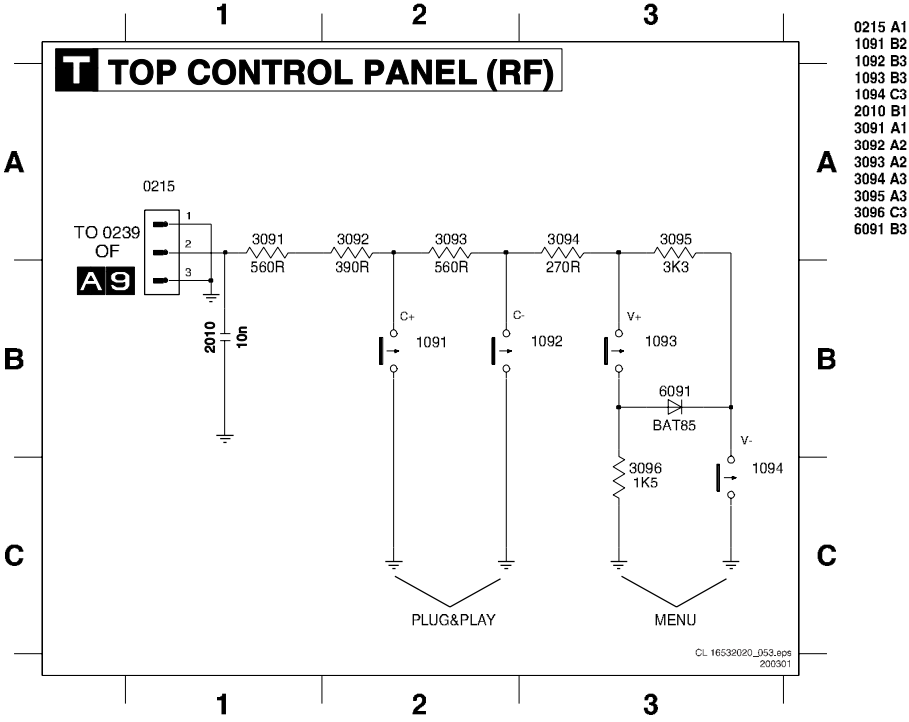 1 2 3
0215 A1
1091 B2
1092 B3
1093 B3
1094 C3
2010 B1
3091 A1
3092 A2
3093 A2
3094 A3
3095 A3
3096 C3
6091 B3
T TOP CONTROL PANEL (RF)
A A
0215
TO 0239
OF
A 9
1
2
3
3091 3092 3093 3094 3095
560R 390R 560R 270R 3K3
C+ C- V+
2010
10n
1091 1092 1093
B B
6091
BAT85
V-
3096
1K5
1094
C C
PLUG&PLAY MENU
CL 16532020_053.eps
200301
1 2 3